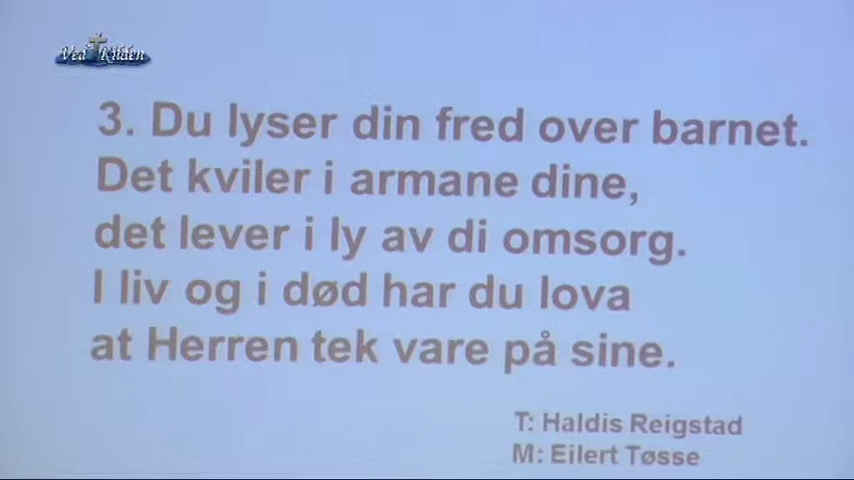 Ved Kilden
3. Du lyser din fred over barnet.
Det kviler i armane dine,
det lever i ly av di omsorg.
I liv og i død har du lova
at Herren tek vare på sine.
T: Haldis Reigstad
M: Eilert Tøsse